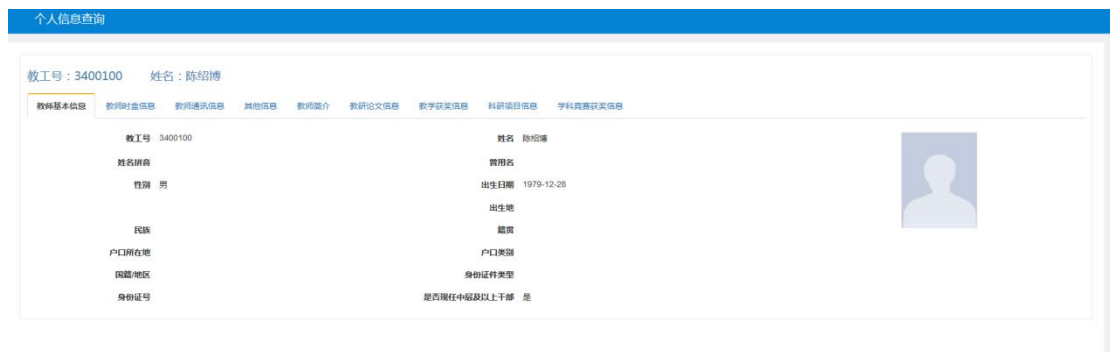 个人信息查询
教工号：3400100 姓名：陈绍博
教师基本信息 教师时盒信息 教师通讯信息 其他信息 教师简介 教研论文信息 教学获奖信息 科研项目信息 学科竞赛获奖信息
教工号 3400100 姓名 陈绍博
姓名拼音 曾用名
性别 男 出生日期 1979-12-28
出生地
民族 籍贯
户口所在地 户口类别
国籍/地区 身份证件类型
身份证号 是否现任中层及以上干部 是